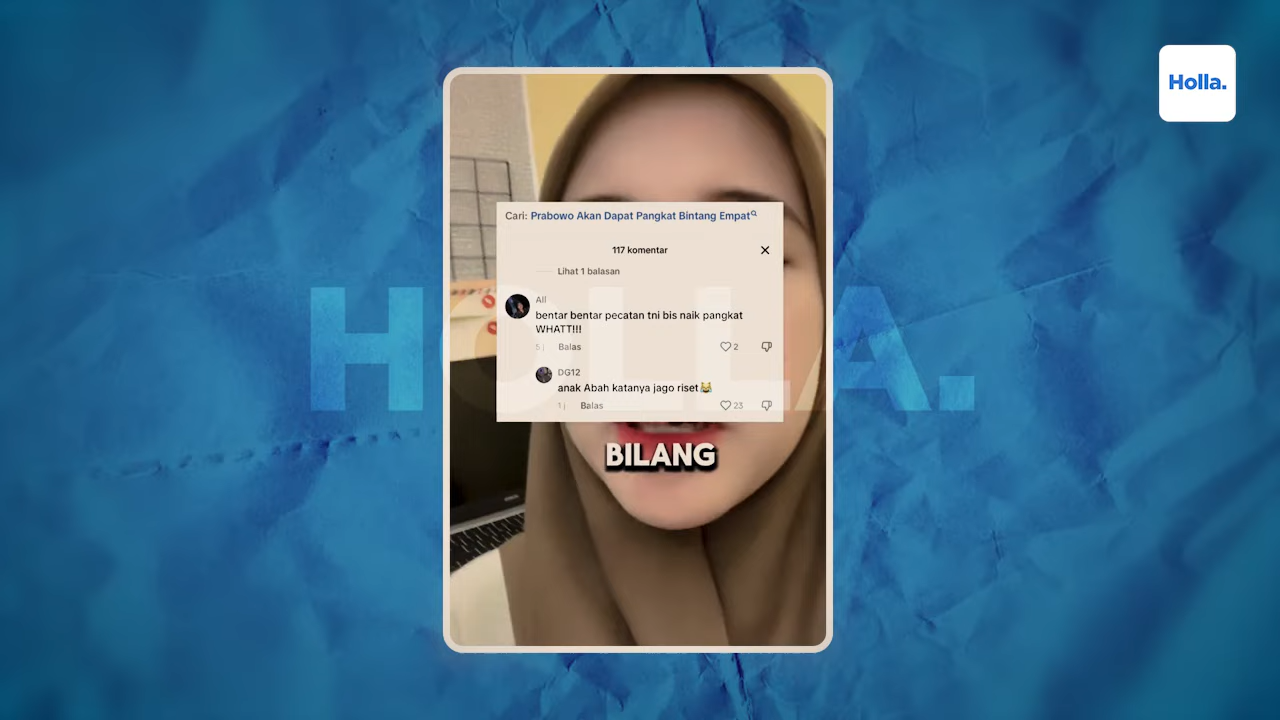 Holla.
Cari: Prabowo Akan Dapat Pangkat Bintang Empat
117 komentar
Lihat 1 balasan
All
bentar bentar pecatan tni bis naik pangkat
WHATT!!!
5 j Balas 2
DG12
anak Abah katanya jago riset😹
1 j Balas 23
HOLLA.
BILANG